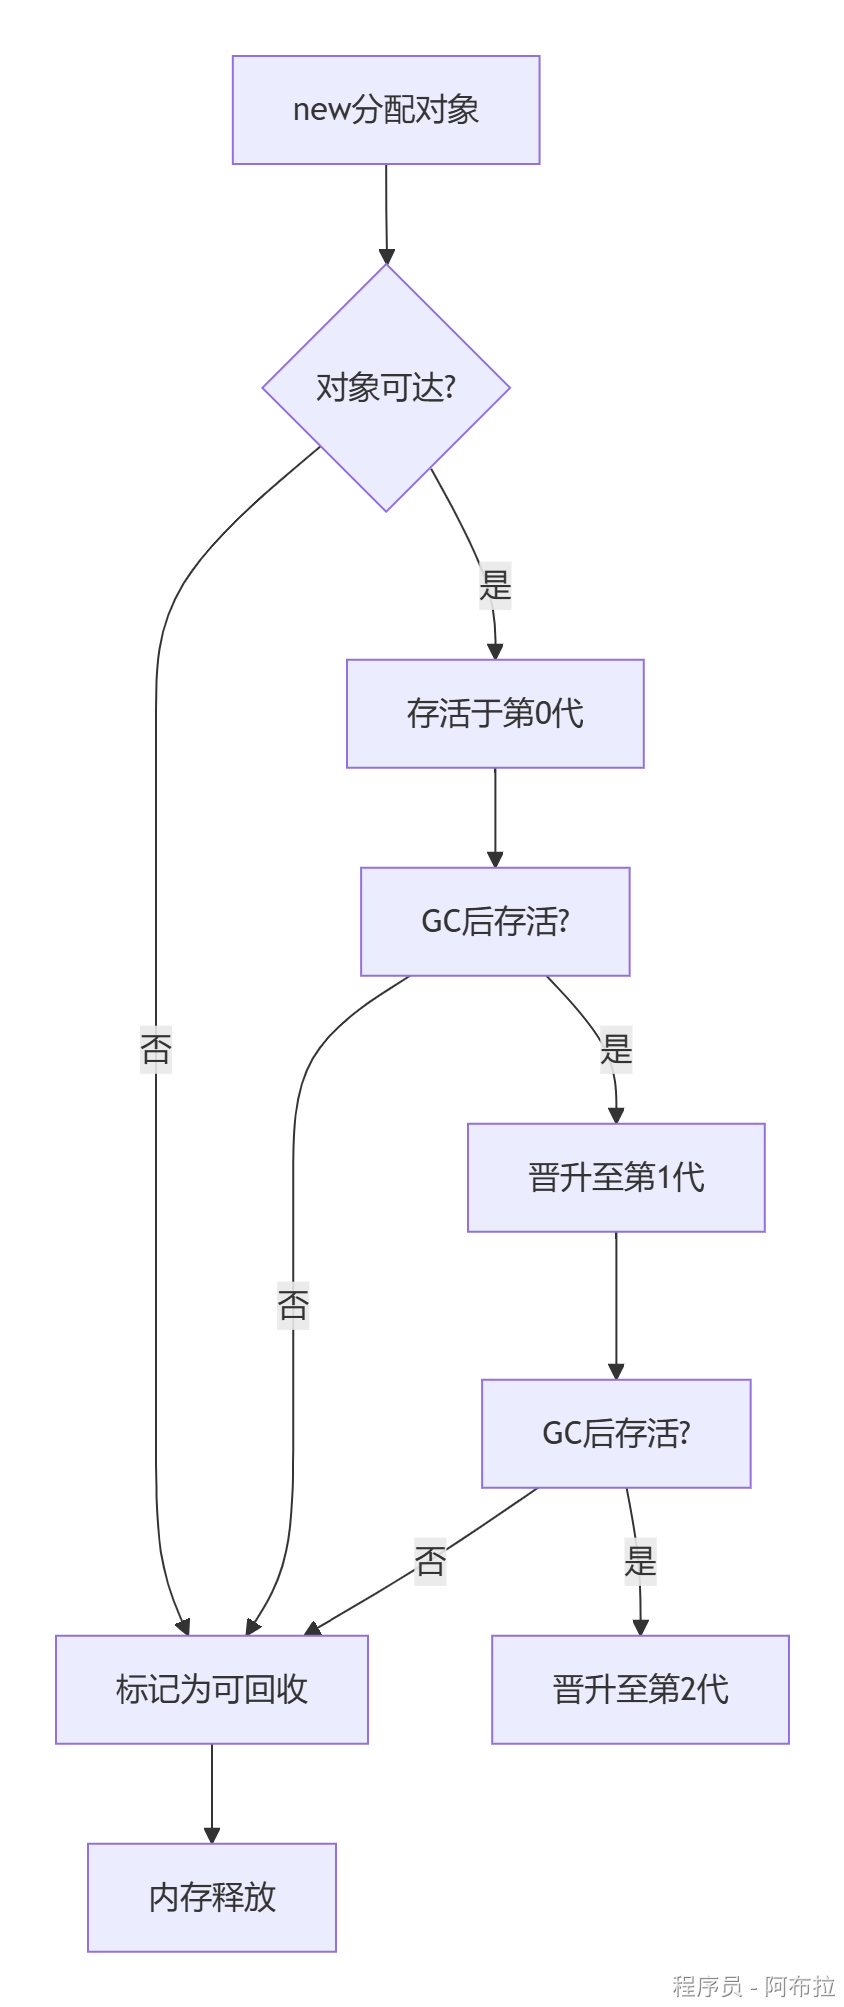 new分配对象
对象可达?
是
存活于第0代
GC后存活?
否
是
晋升至第1代
否
GC后存活?
否
是
标记为可回收
晋升至第2代
内存释放
程序员 - 阿布拉